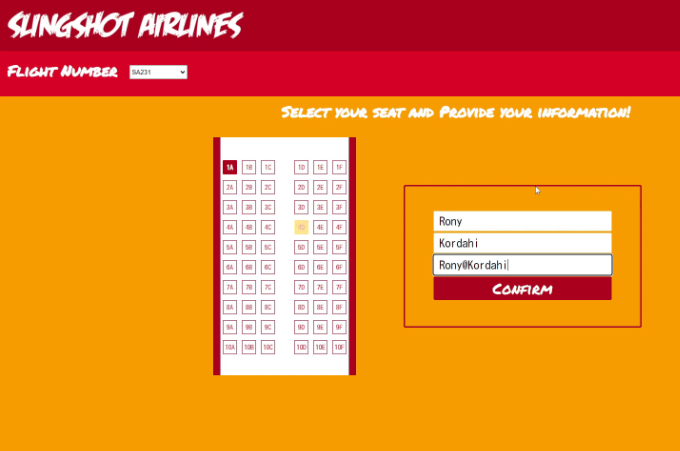 SLINGSHOT AIRLINES
FLIGHT NUMBER SA231
SELECT YOUR SEAT AND PROVIDE YOUR INFORMATION!
1A 1B 1C 1D 1E 1F
2A 2B 2C 2D 2E 2F
3A 3B 3C 3D 3E 3F
4A 4B 4C 4D 4E 4F
5A 5B 5C 5D 5E 5F
6A 6B 6C 6D 6E 6F
7A 7B 7C 7D 7E 7F
8A 8B 8C 8D 8E 8F
9A 9B 9C 9D 9E 9F
10A 10B 10C 10D 10E 10F
Rony
Kordahi
Rony@Kordahi
CONFIRM